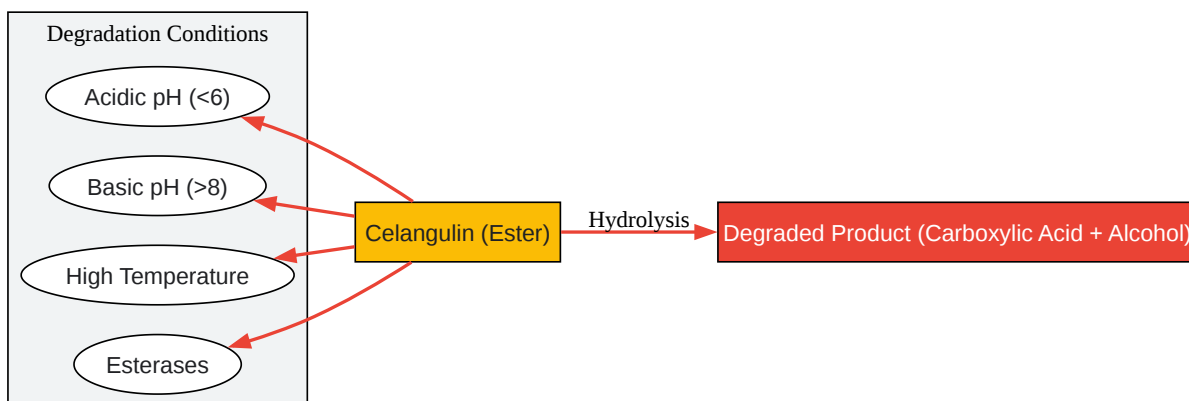 Degradation Conditions
Acidic pH (<6)
Basic pH (>8)
High Temperature
Esterases
Celangulin (Ester)
Hydrolysis
Degraded Product (Carboxylic Acid + Alcohol)